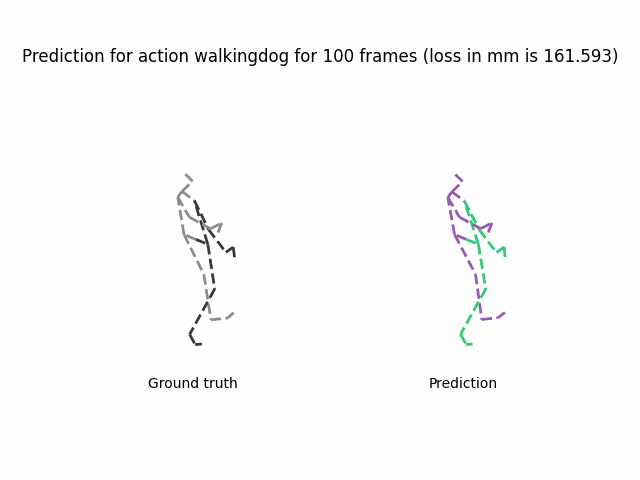 Prediction for action walkingdog for 100 frames (loss in mm is 161.593)
Ground truth
Prediction